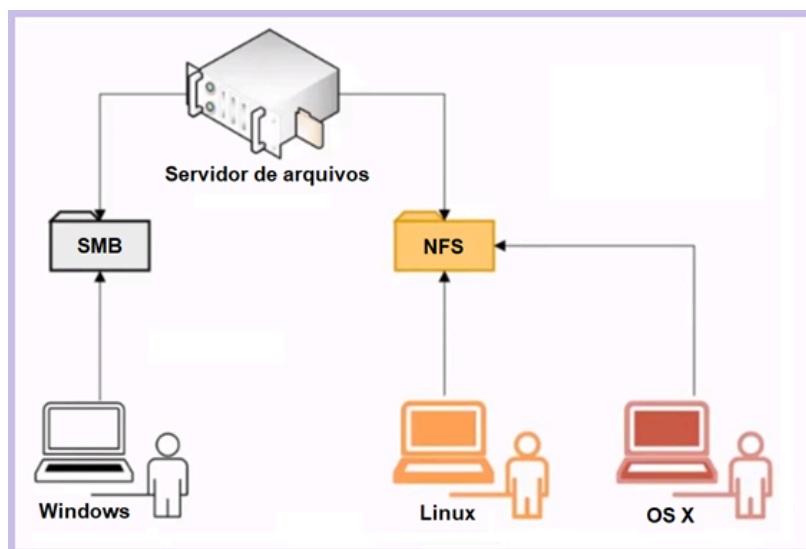 Servidor de arquivos
SMB
NFS
Windows
Linux
OS X